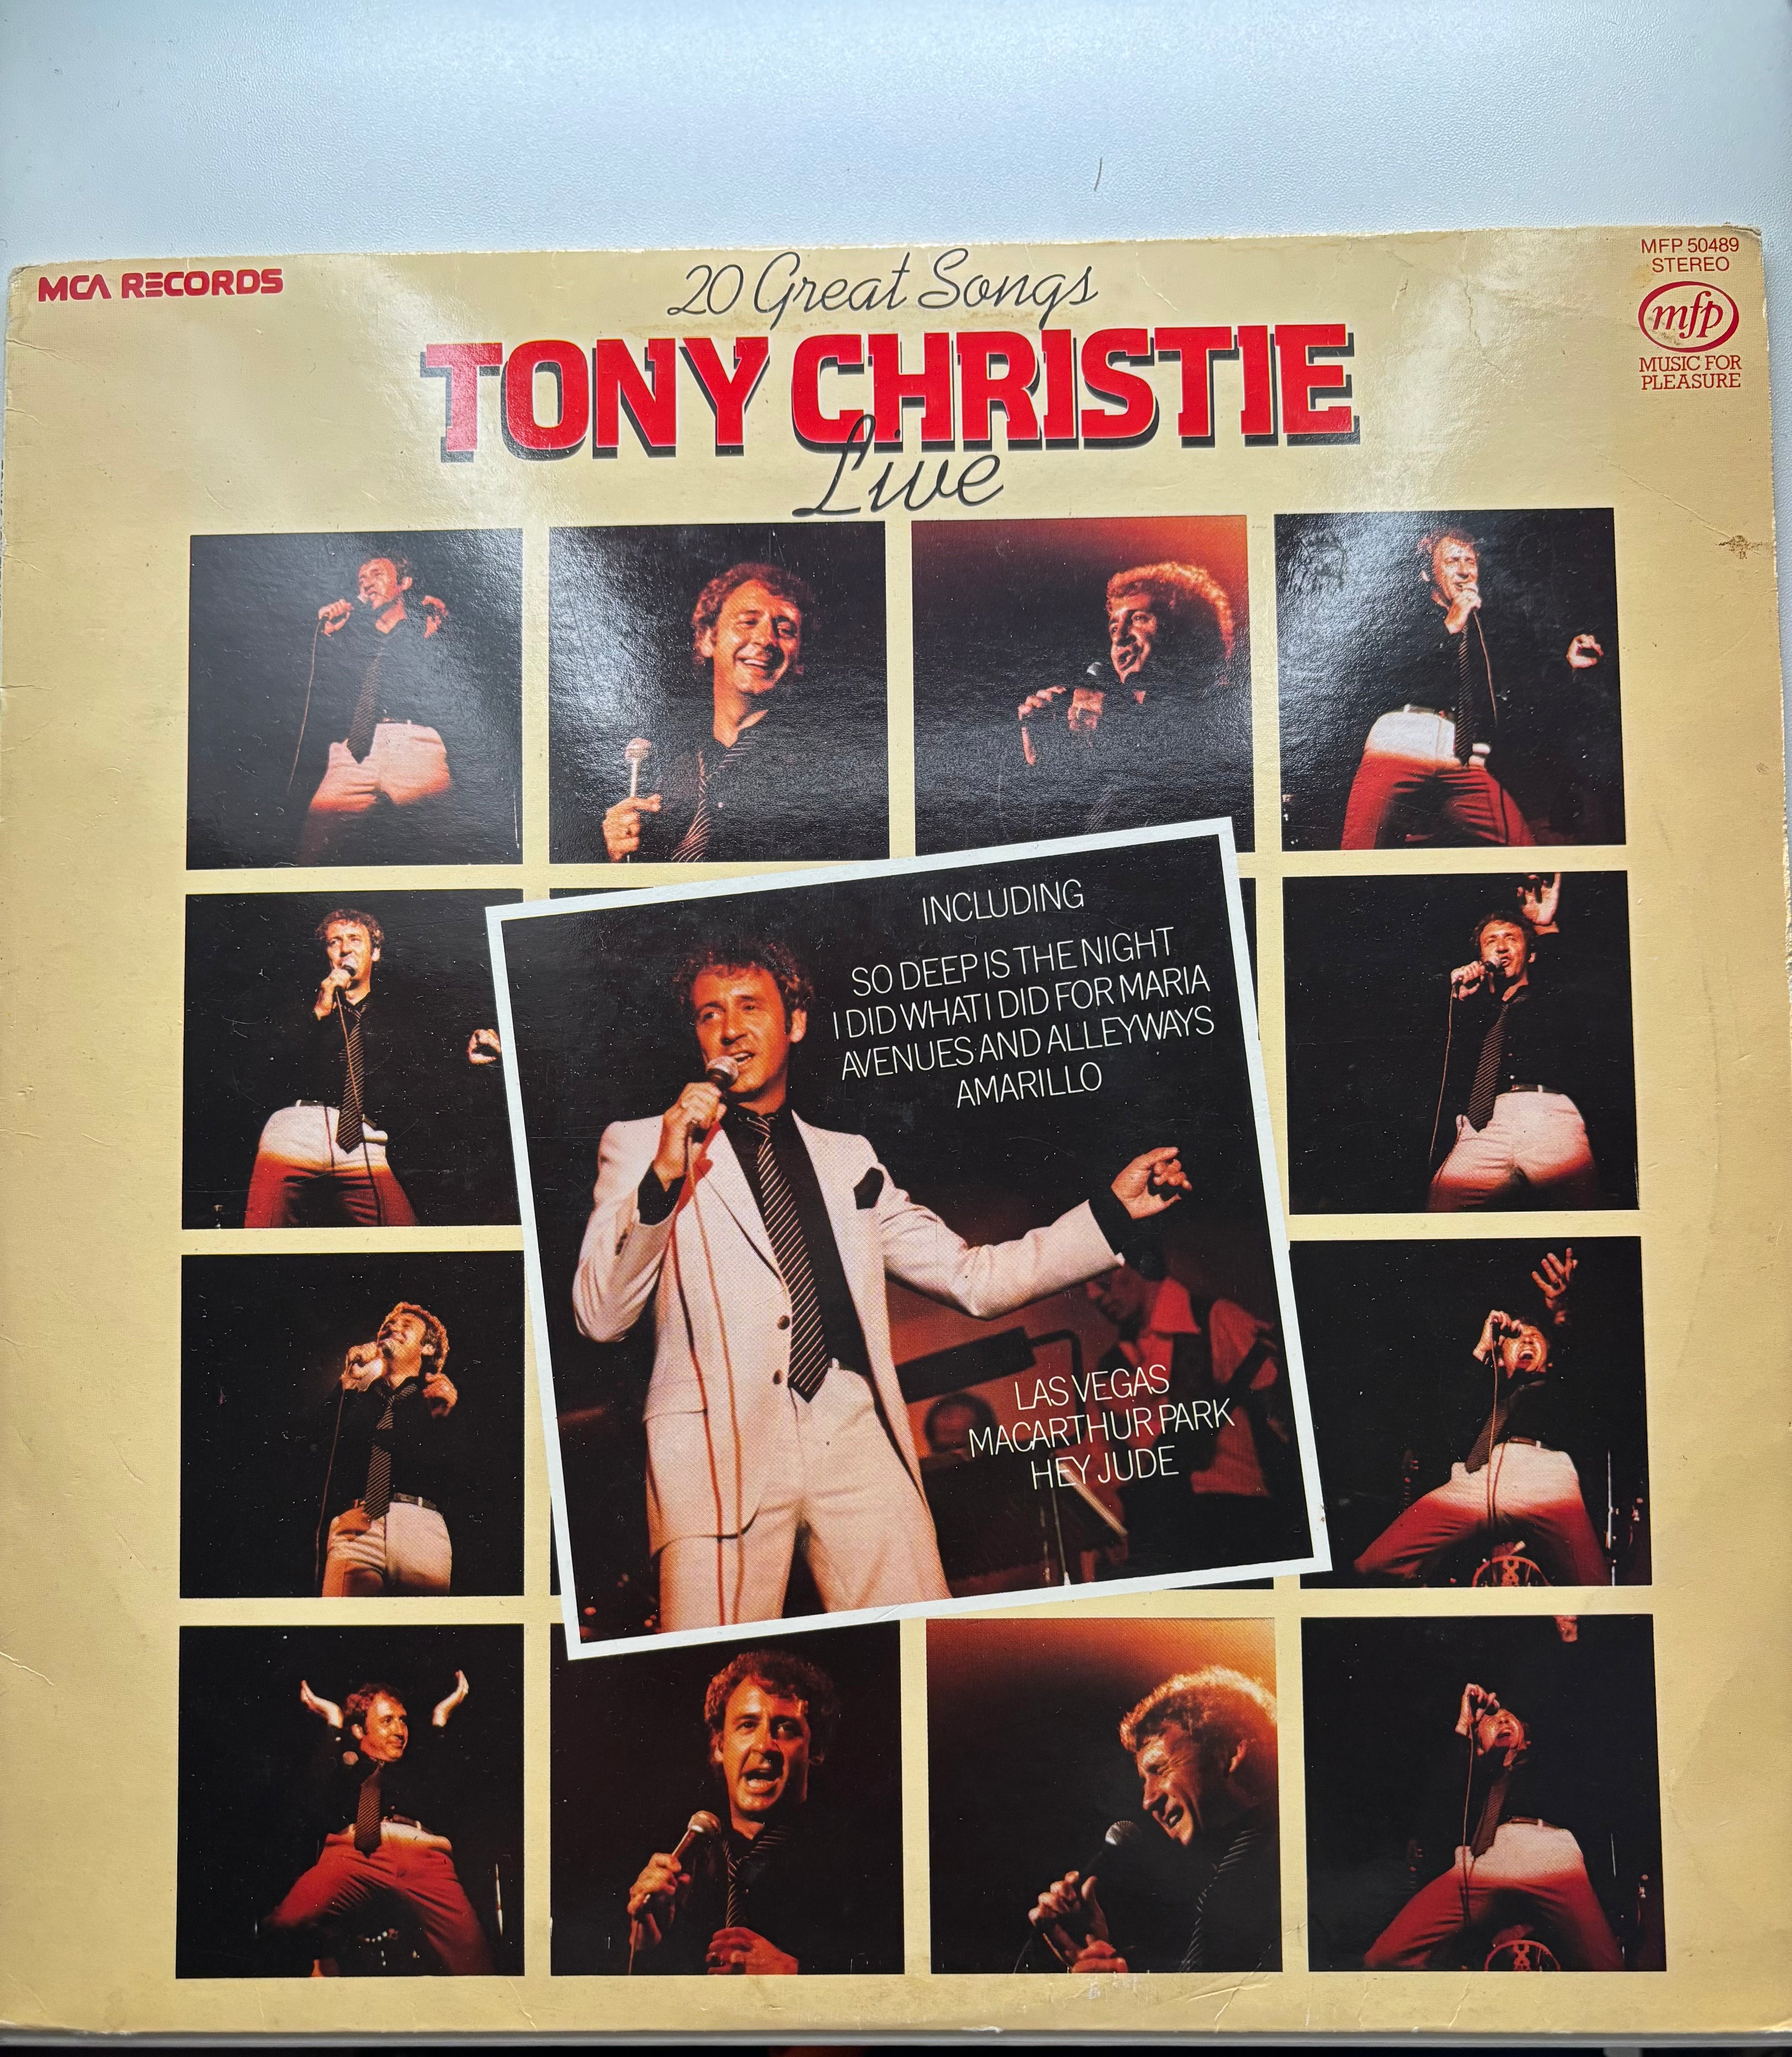 MCA RECORDS
20 Great Songs
TONY CHRISTIE
Live
MFP 50489
STEREO
mfp
MUSIC FOR
PLEASURE
INCLUDING
SO DEEP IS THE NIGHT
I DID WHAT I DID FOR MARIA
AVENUES AND ALLEYWAYS
AMARILLO
LAS VEGAS
MACARTHUR PARK
HEY JUDE